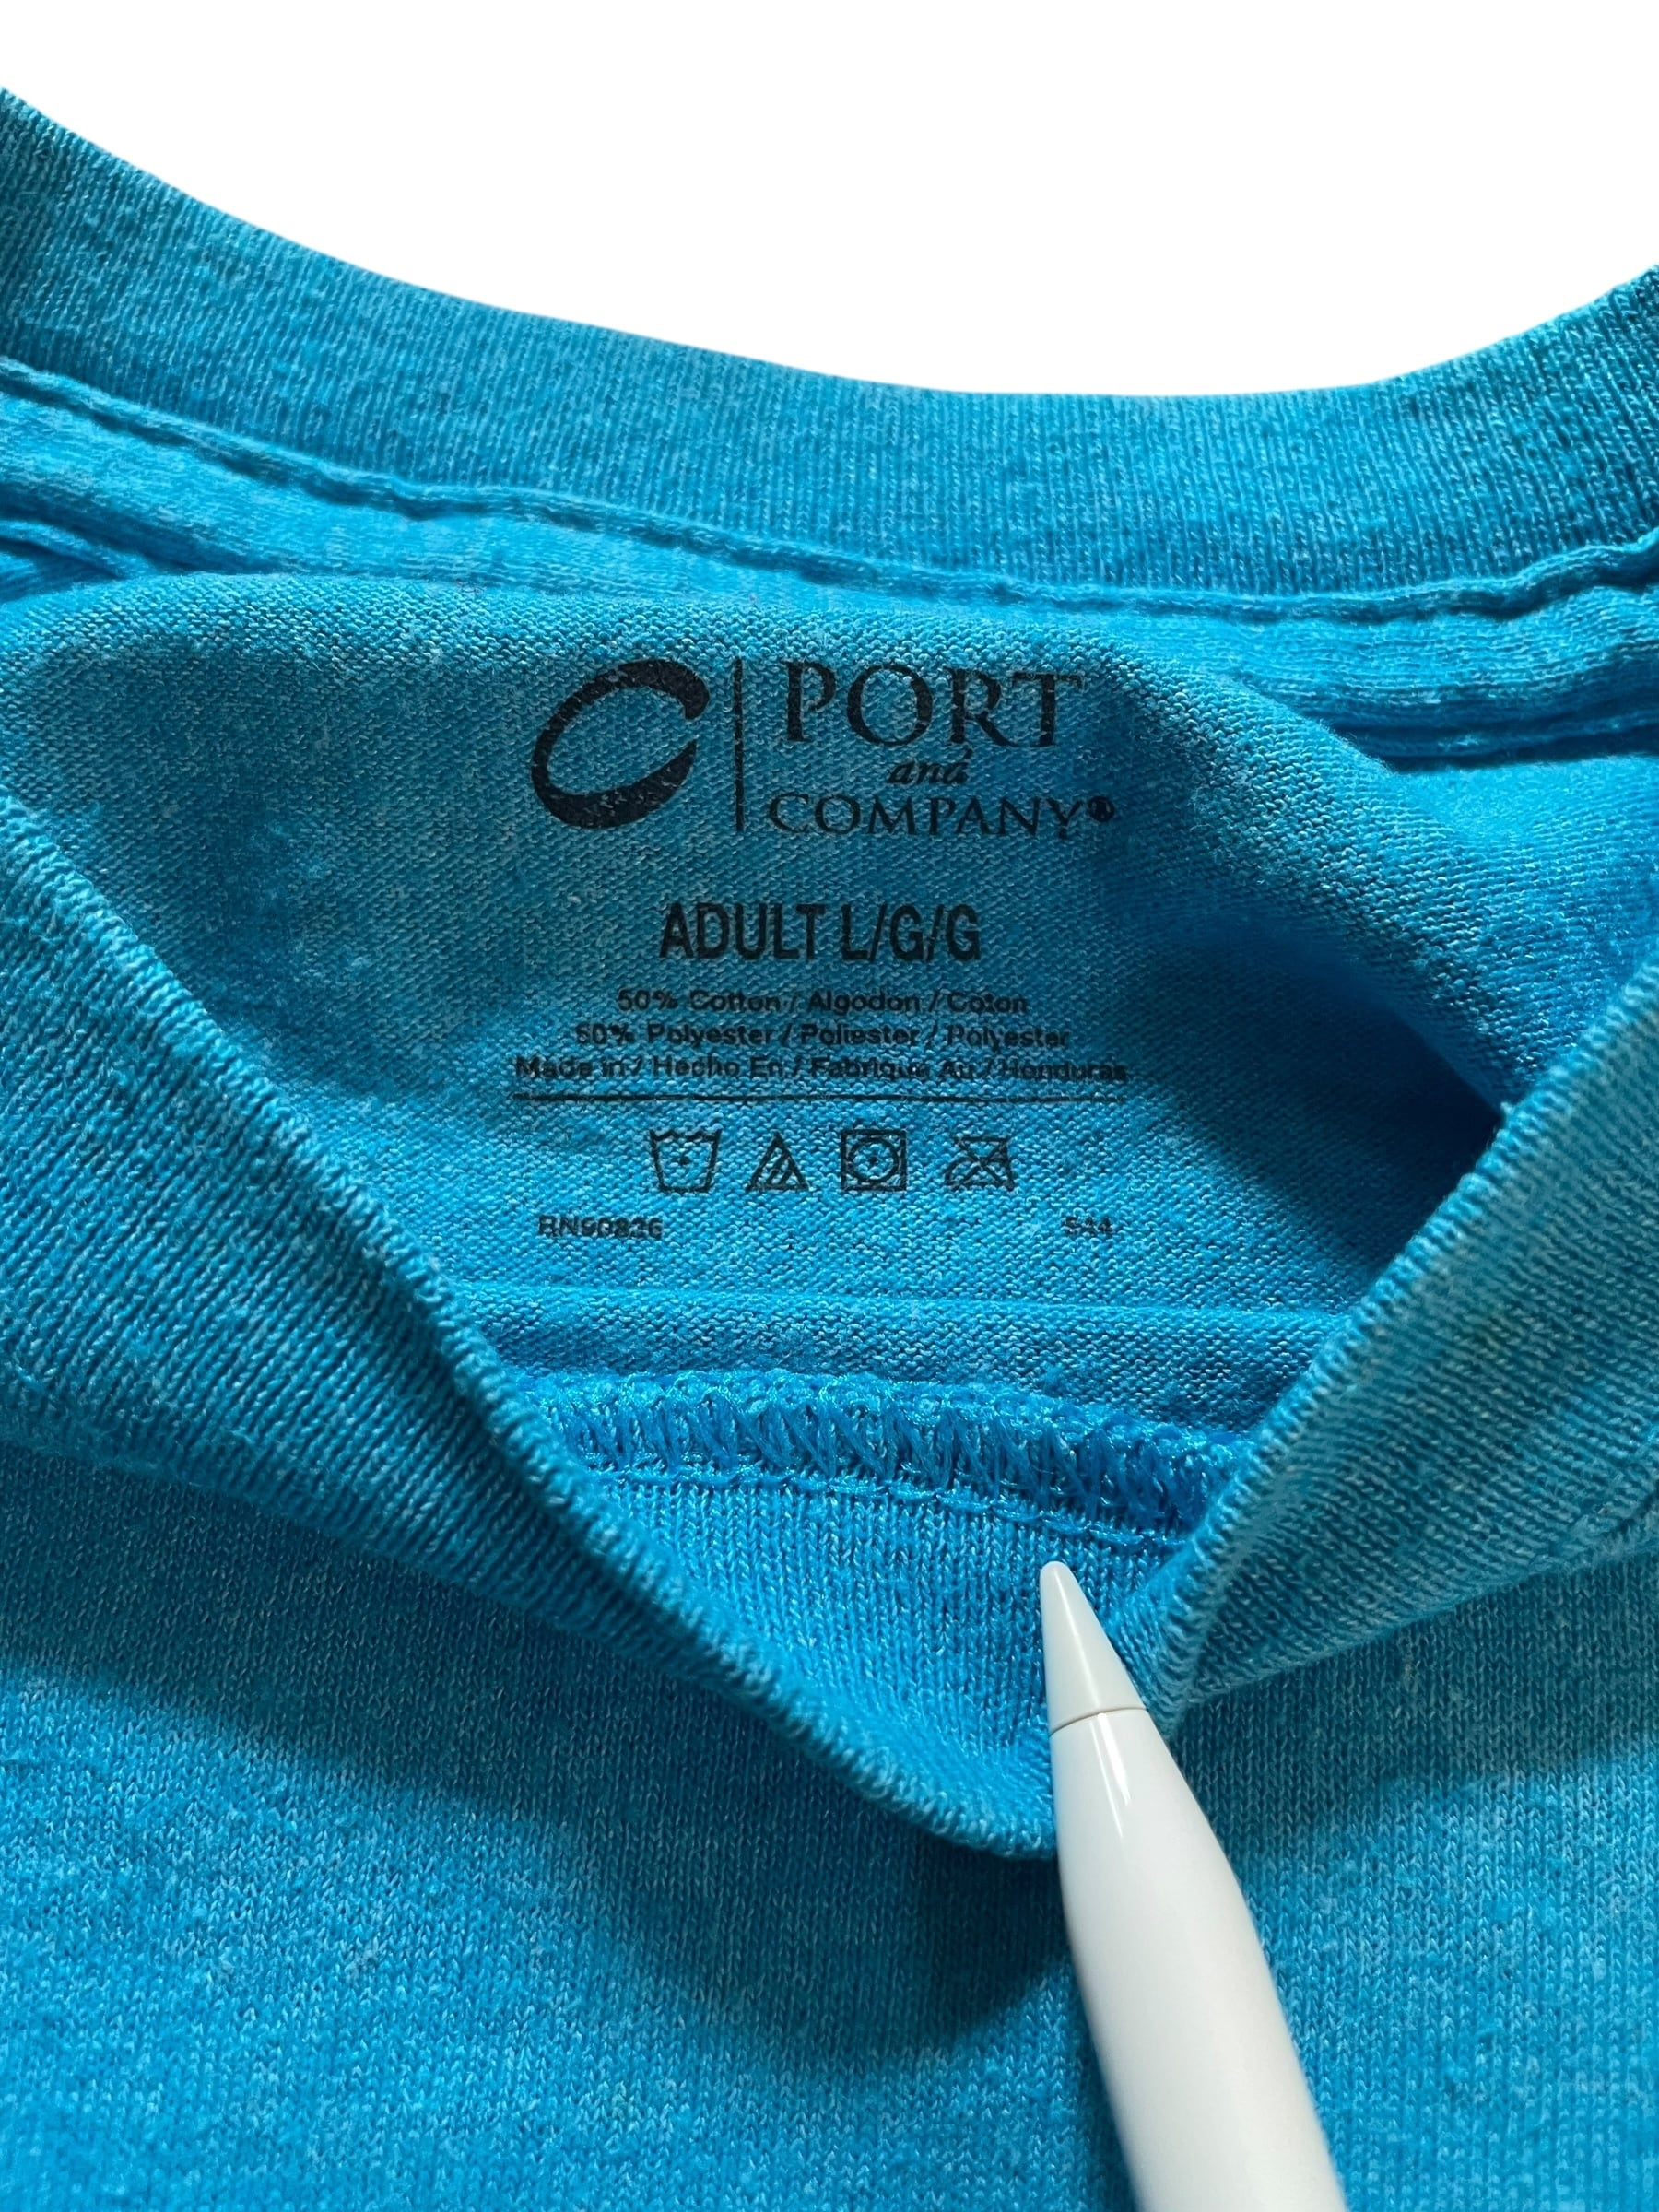 PORT
and
COMPANY®
ADULT L/G/G
50% Cotton / Algodon / Coton
50% Polyester / Poliester / Polyester
Made in / Hecho En / Fabrique Au / Honduras
RN90826 544